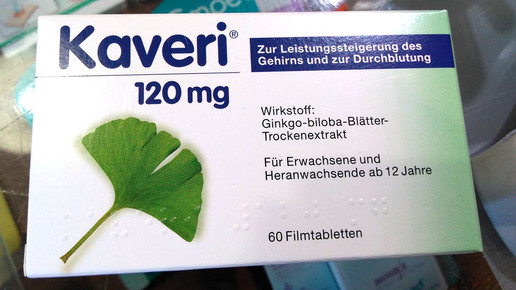 Kaveri®
120 mg
Zur Leistungssteigerung des
Gehirns und zur Durchblutung
Wirkstoff:
Ginkgo-biloba-Blätter-
Trockenextrakt
Für Erwachsene und
Heranwachsende ab 12 Jahre
60 Filmtabletten